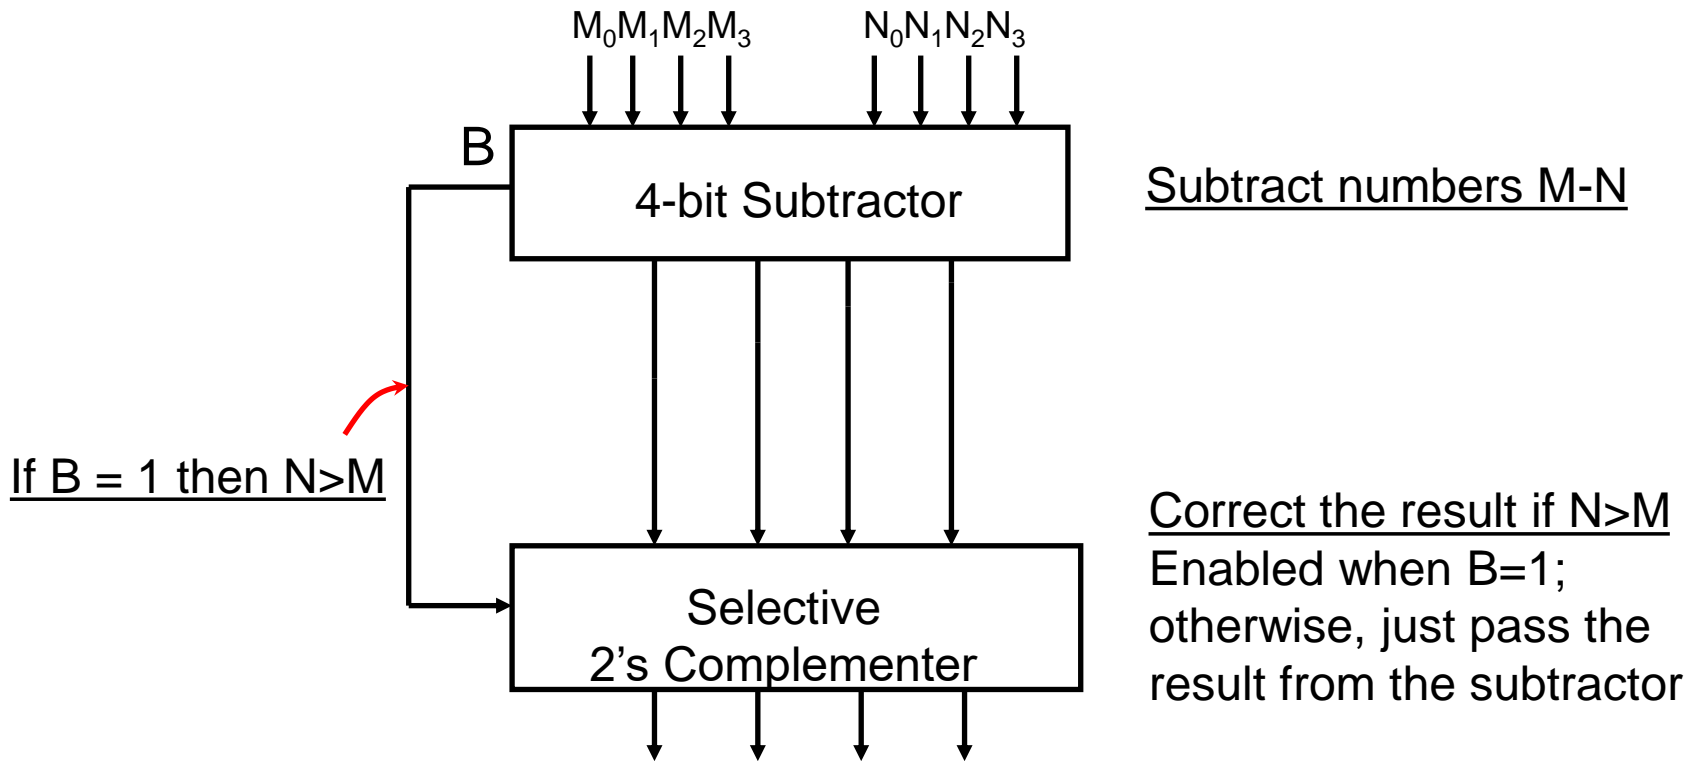 M₀M₁M₂M₃ N₀N₁N₂N₃
B
4-bit Subtractor
Subtract numbers M-N
If B = 1 then N>M
Correct the result if N>M
Enabled when B=1;
otherwise, just pass the
result from the subtractor
Selective
2's Complementer